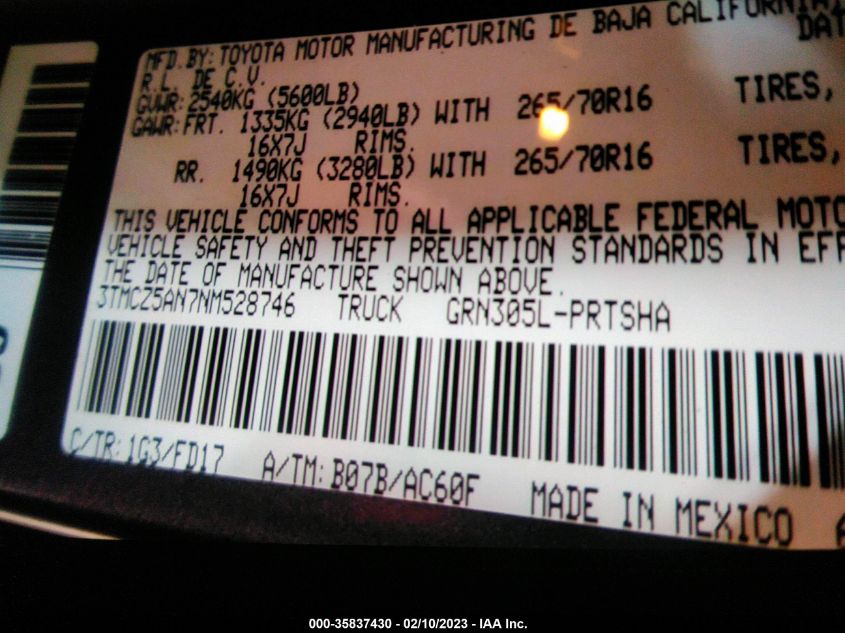 MFD. BY: TOYOTA MOTOR MANUFACTURING DE BAJA CALIFORNIA
R.L. DE C.V.
GVWR: 2540KG (5600LB)
GAWR: FRT. 1335KG (2940LB) WITH 265/70R16 TIRES,
16X7J RIMS.
RR. 1490KG (3280LB) WITH 265/70R16 TIRES,
16X7J RIMS.
THIS VEHICLE CONFORMS TO ALL APPLICABLE FEDERAL MOTO
VEHICLE SAFETY AND THEFT PREVENTION STANDARDS IN EFF
THE DATE OF MANUFACTURE SHOWN ABOVE.
3TMCZ5AN7NM528746 TRUCK GRN305L-PRTSHA
C/TR: 1G3/FD17 A/TM: B07B/AC60F MADE IN MEXICO
000-35837430 - 02/10/2023 - IAA Inc.